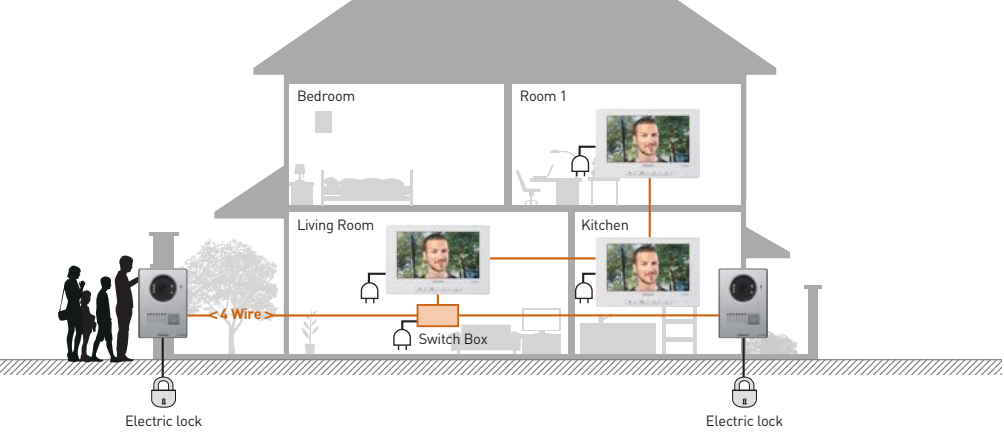 Bedroom
Room 1
Living Room
Kitchen
< 4 Wire >
Switch Box
Electric lock
Electric lock